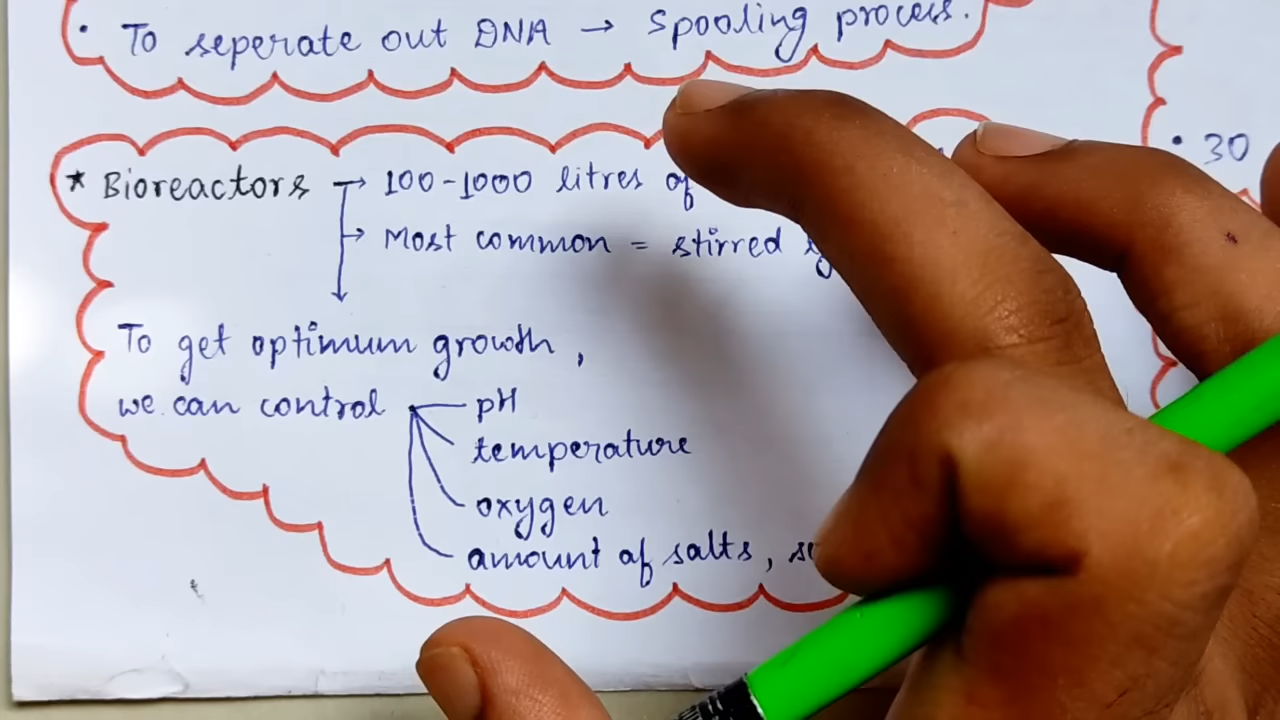 • To seperate out DNA → spooling process.
★ Bioreactors → 100-1000 litres of
→ Most common = stirred
To get optimum growth,
we can control pH
temperature
oxygen
amount of salts,
• 30